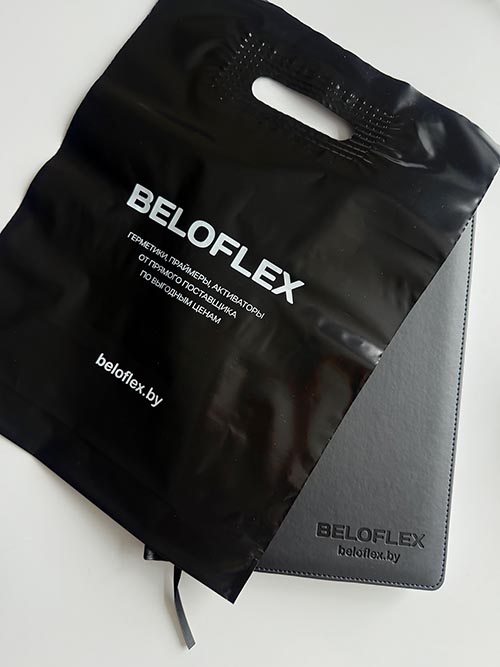 BELOFLEX
ГЕРМЕТИКИ, ПРАЙМЕРЫ, АКТИВАТОРЫ
ОТ ПРЯМОГО ПОСТАВЩИКА
ПО ВЫГОДНЫМ ЦЕНАМ
beloflex.by
BELOFLEX
beloflex.by